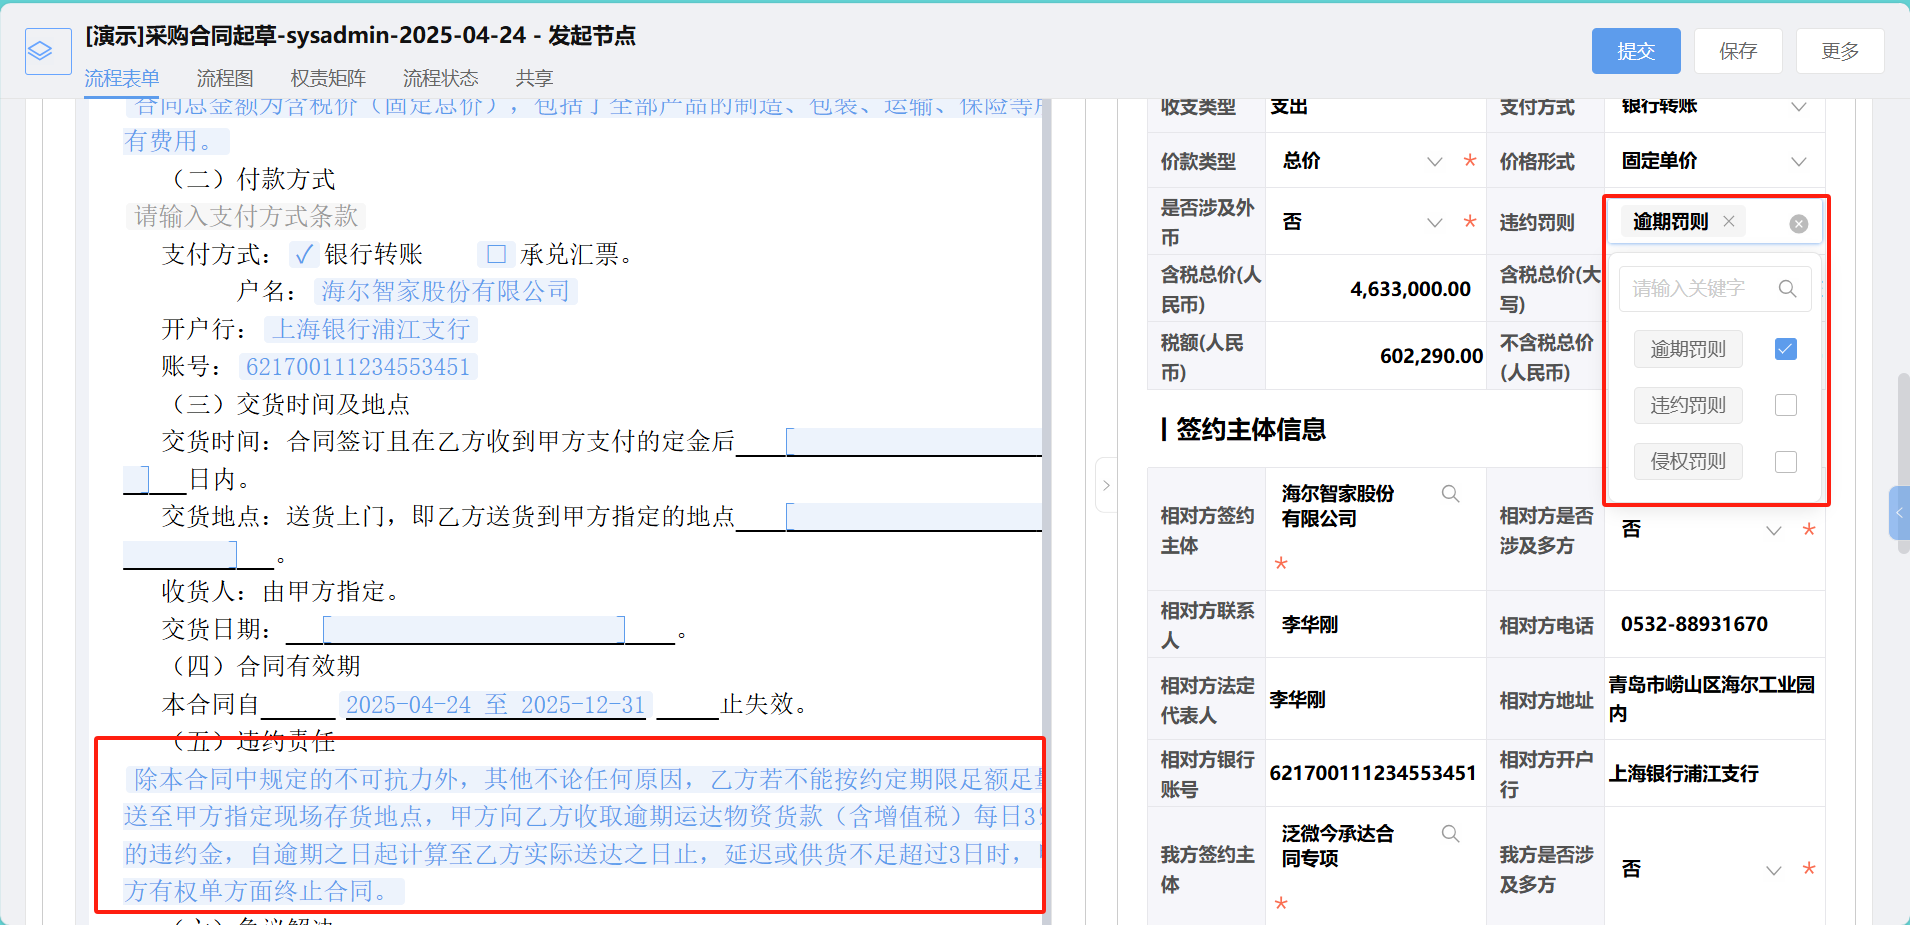 [演示]采购合同起草-sysadmin-2025-04-24 - 发起节点
提交
保存
更多
流程表单
流程图
权责矩阵
流程状态
共享
合同总金额为含税价（固定总价），包括了全部产品的制造、包装、运输、保险等所
有费用。
（二）付款方式
请输入支付方式条款
支付方式：✓银行转账 □承兑汇票。
户名：海尔智家股份有限公司
开户行：上海银行浦江支行
账号：621700111234553451
（三）交货时间及地点
交货时间：合同签订且在乙方收到甲方支付的定金后
日内。
交货地点：送货上门，即乙方送货到甲方指定的地点
。
收货人：由甲方指定。
交货日期：。
（四）合同有效期
本合同自 2025-04-24 至 2025-12-31 止失效。
（五）违约责任
除本合同中规定的不可抗力外，其他不论任何原因，乙方若不能按约定期限足额足量
送至甲方指定现场存货地点，甲方向乙方收取逾期运达物资货款（含增值税）每日3%
的违约金，自逾期之日起计算至乙方实际送达之日止，延迟或供货不足超过3日时，
方有权单方面终止合同。
（六）争议解决
收支类型
支出
支付方式
银行转账
价款类型
总价
*
价格形式
固定单价
是否涉及外
币
否
*
违约罚则
逾期罚则 ×
请输入关键字
逾期罚则
违约罚则
侵权罚则
含税总价(人
民币)
4,633,000.00
含税总价(大
写)
税额(人民
币)
602,290.00
不含税总价
(人民币)
签约主体信息
相对方签约
主体
海尔智家股份
有限公司
*
相对方是否
涉及多方
否
*
相对方联系
人
李华刚
相对方电话
0532-88931670
相对方法定
代表人
李华刚
相对方地址
青岛市崂山区海尔工业园
内
相对方银行
账号
621700111234553451
相对方开户
行
上海银行浦江支行
我方签约主
体
泛微今承达合
同专项
*
我方是否涉
及多方
否
*